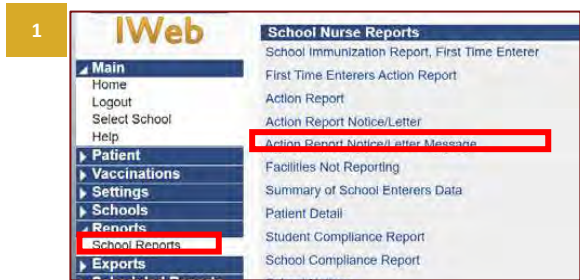 1
IWeb
Main
Home
Logout
Select School
Help
Patient
Vaccinations
Settings
Schools
Reports
School Reports
Exports
Scheduled Reports
School Nurse Reports
School Immunization Report, First Time Enterer
First Time Enterers Action Report
Action Report
Action Report Notice/Letter
Action Report Notice/Letter Message
Facilities Not Reporting
Summary of School Enterers Data
Patient Detail
Student Compliance Report
School Compliance Report